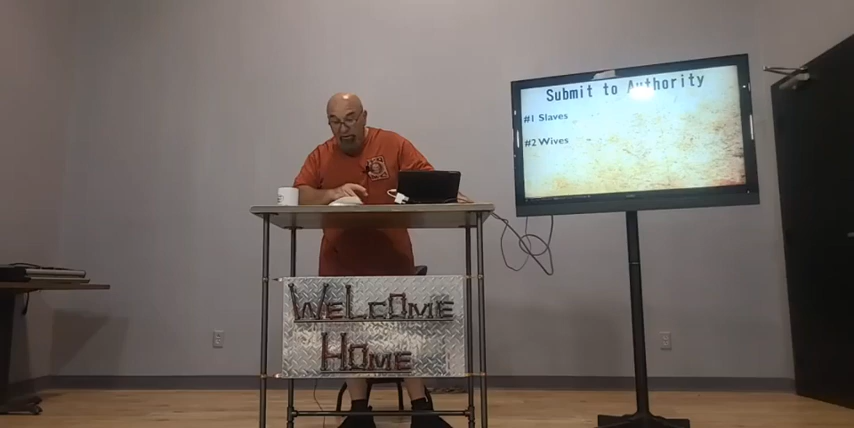 Submit to Authority
#1 Slaves
#2 Wives
WELCOME
HOME